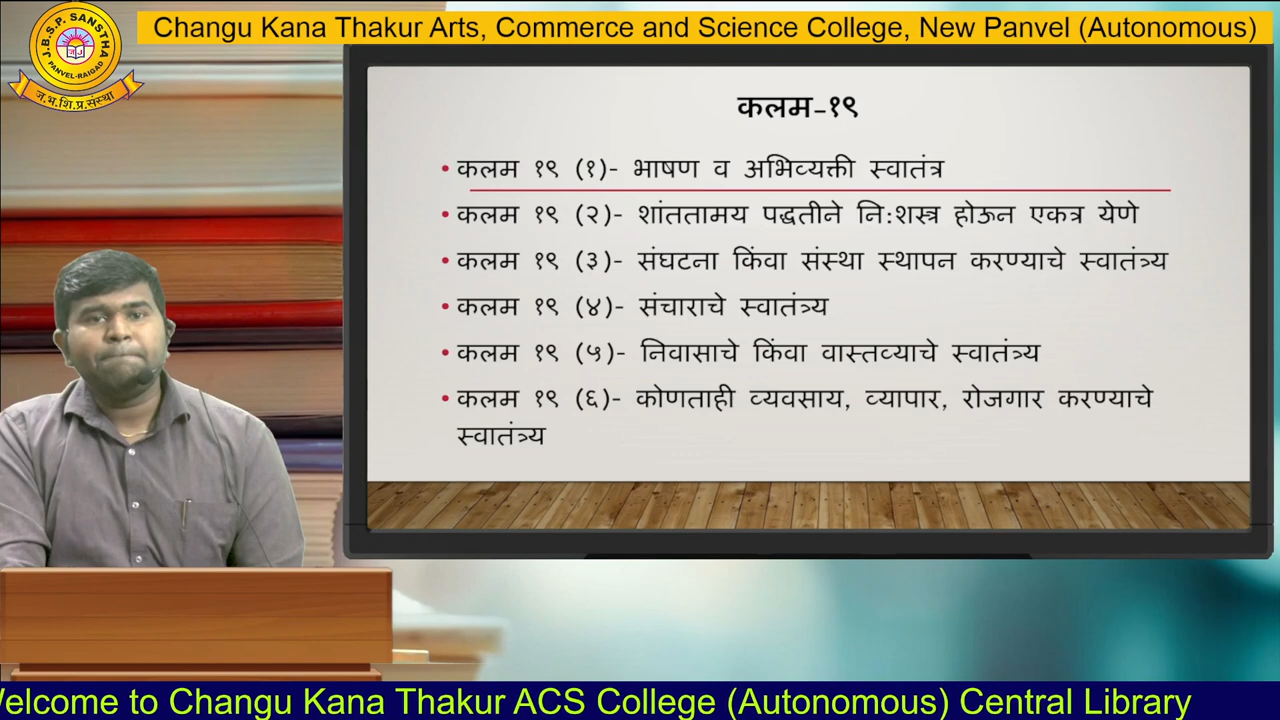 Changu Kana Thakur Arts, Commerce and Science College, New Panvel (Autonomous)
J.B.S.P. SANSTHA
PANVEL-RAIGAD
ज.भ.शि.प्र.संस्था
कलम-१९
• कलम १९ (१)- भाषण व अभिव्यक्ती स्वातंत्र
• कलम १९ (२)- शांततामय पद्धतीने नि:शस्त्र होऊन एकत्र येणे
• कलम १९ (३)- संघटना किंवा संस्था स्थापन करण्याचे स्वातंत्र्य
• कलम १९ (४)- संचाराचे स्वातंत्र्य
• कलम १९ (५)- निवासाचे किंवा वास्तव्याचे स्वातंत्र्य
• कलम १९ (६)- कोणताही व्यवसाय, व्यापार, रोजगार करण्याचे
स्वातंत्र्य
Welcome to Changu Kana Thakur ACS College (Autonomous) Central Library